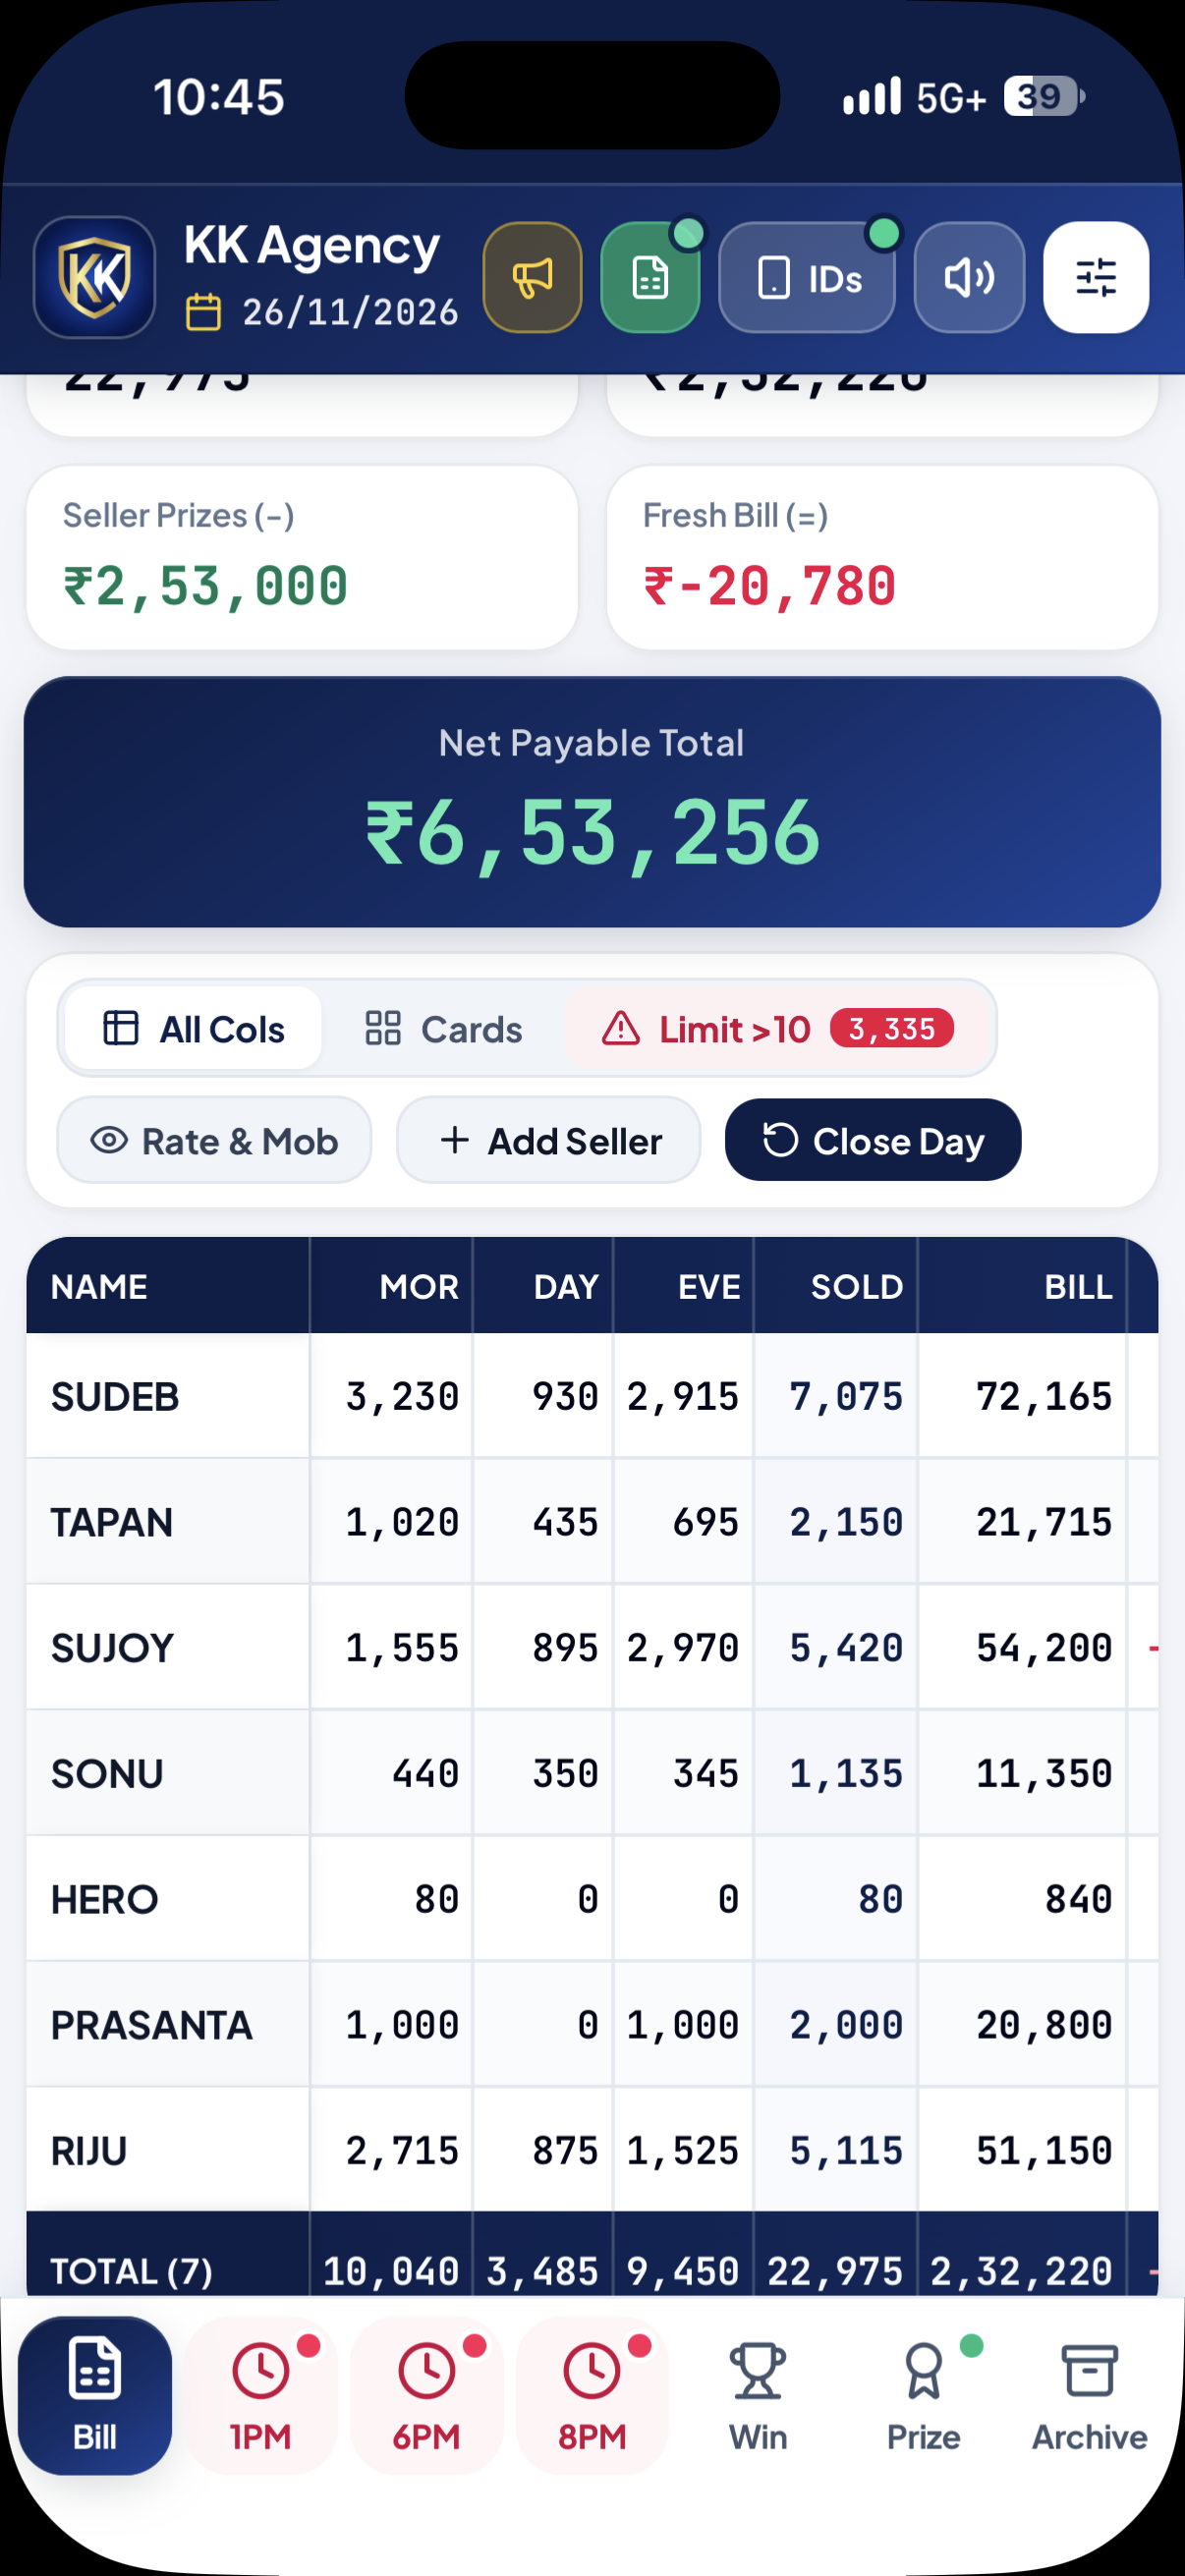 10:45 5G+ 39
KK
KK Agency
26/11/2026
IDs
22,975 ₹2,32,220
Seller Prizes (-) Fresh Bill (=)
₹2,53,000 ₹-20,780
Net Payable Total
₹6,53,256
All Cols Cards Limit >10 3,335
Rate & Mob Add Seller Close Day
NAME MOR DAY EVE SOLD BILL
SUDEB 3,230 930 2,915 7,075 72,165
TAPAN 1,020 435 695 2,150 21,715
SUJOY 1,555 895 2,970 5,420 54,200 -
SONU 440 350 345 1,135 11,350
HERO 80 0 0 80 840
PRASANTA 1,000 0 1,000 2,000 20,800
RIJU 2,715 875 1,525 5,115 51,150
TOTAL (7) 10,040 3,485 9,450 22,975 2,32,220 -
Bill 1PM 6PM 8PM Win Prize Archive